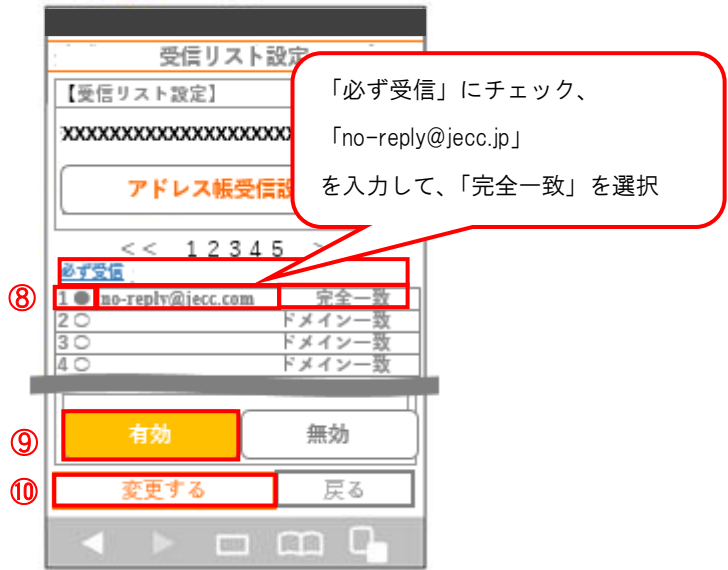 受信リスト設定
【受信リスト設定】
「必ず受信」にチェック、
「no-reply@jecc.jp」
を入力して、「完全一致」を選択
アドレス帳受信設
<< 1 2 3 4 5 >
必ず受信
⑧
1 ● no-reply@jecc.com 完全一致
2 〇 ドメイン一致
3 〇 ドメイン一致
4 〇 ドメイン一致
⑨
有効 無効
⑩
変更する 戻る